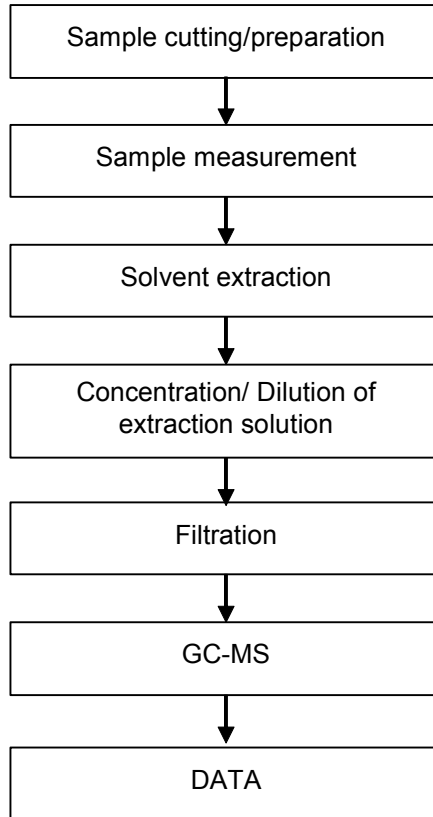 Sample cutting/preparation
Sample measurement
Solvent extraction
Concentration/ Dilution of
extraction solution
Filtration
GC-MS
DATA